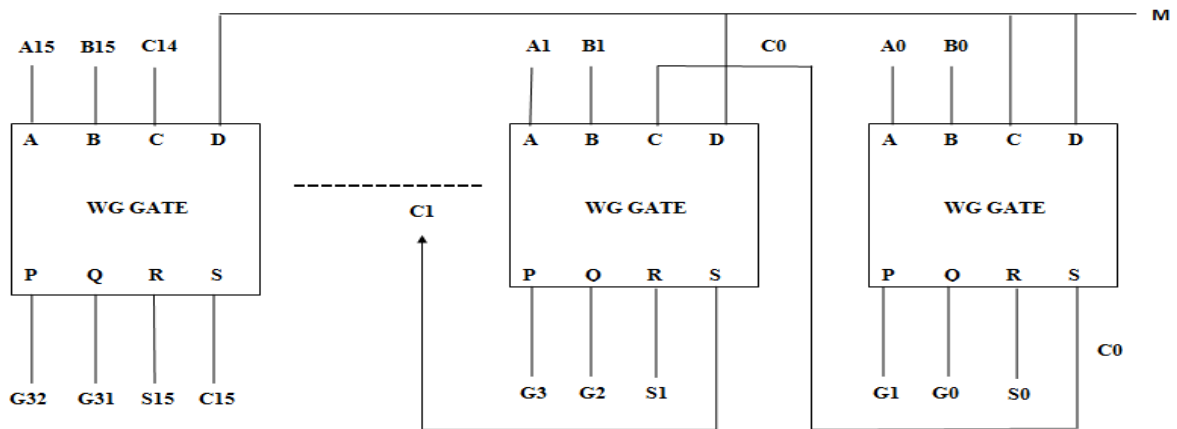 M
A15 B15 C14 A1 B1 C0 A0 B0
A B C D A B C D A B C D
WG GATE WG GATE WG GATE
C1
P Q R S P Q R S P Q R S
C0
G32 G31 S15 C15 G3 G2 S1 G1 G0 S0